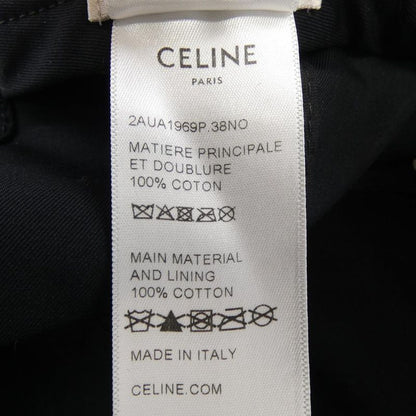 CELINE
PARIS
2AUA1969P.38NO
MATIERE PRINCIPALE
ET DOUBLURE
100% COTON
MAIN MATERIAL
AND LINING
100% COTTON
MADE IN ITALY
CELINE.COM